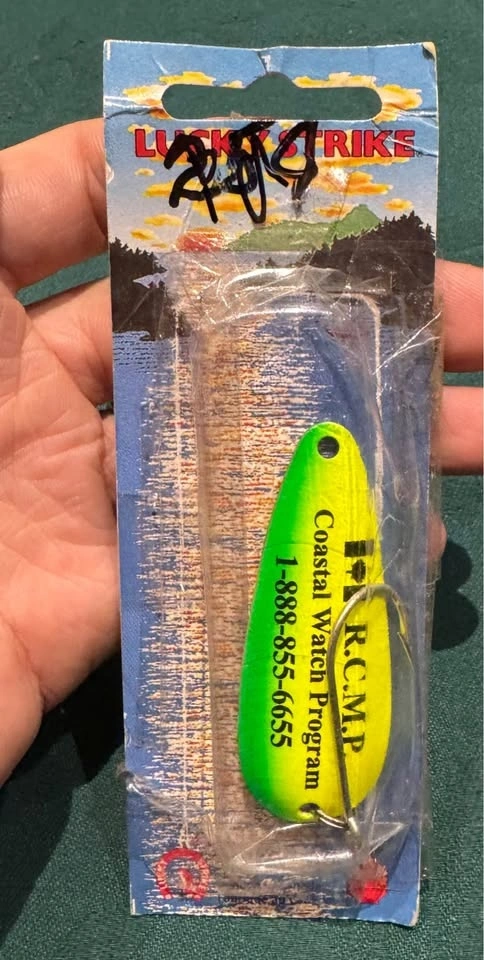 LUCKY STRIKE
R.C.M.P
Coastal Watch Program
1-888-855-6655